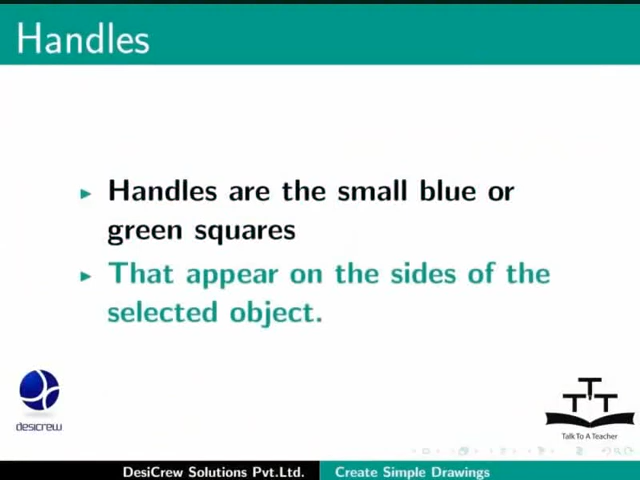 Handles
Handles are the small blue or
green squares
That appear on the sides of the
selected object.
desicrew
T T T
Talk To A Teacher
DesiCrew Solutions Pvt.Ltd. Create Simple Drawings